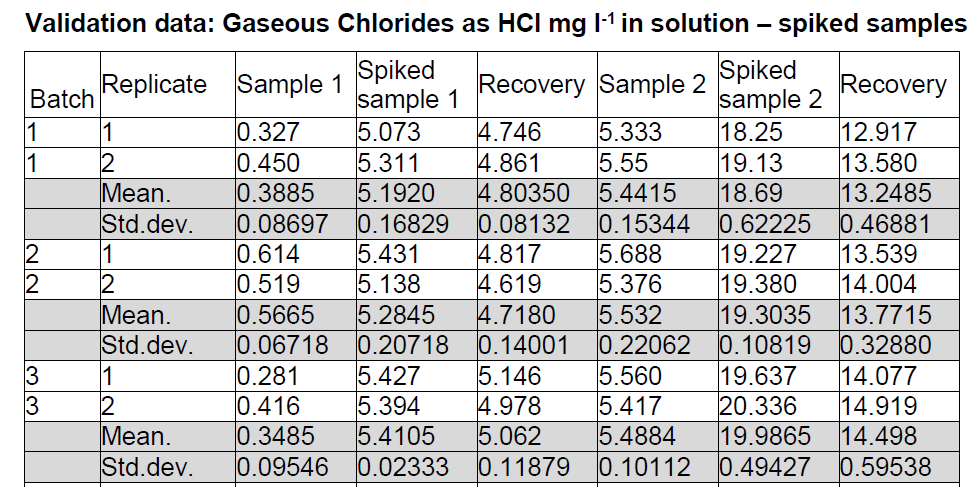 Validation data: Gaseous Chlorides as HCl mg l-1 in solution – spiked samples
Batch Replicate Sample 1 Spiked sample 1 Recovery Sample 2 Spiked sample 2 Recovery
1 1 0.327 5.073 4.746 5.333 18.25 12.917
1 2 0.450 5.311 4.861 5.55 19.13 13.580
Mean. 0.3885 5.1920 4.80350 5.4415 18.69 13.2485
Std.dev. 0.08697 0.16829 0.08132 0.15344 0.62225 0.46881
2 1 0.614 5.431 4.817 5.688 19.227 13.539
2 2 0.519 5.138 4.619 5.376 19.380 14.004
Mean. 0.5665 5.2845 4.7180 5.532 19.3035 13.7715
Std.dev. 0.06718 0.20718 0.14001 0.22062 0.10819 0.32880
3 1 0.281 5.427 5.146 5.560 19.637 14.077
3 2 0.416 5.394 4.978 5.417 20.336 14.919
Mean. 0.3485 5.4105 5.062 5.4884 19.9865 14.498
Std.dev. 0.09546 0.02333 0.11879 0.10112 0.49427 0.59538